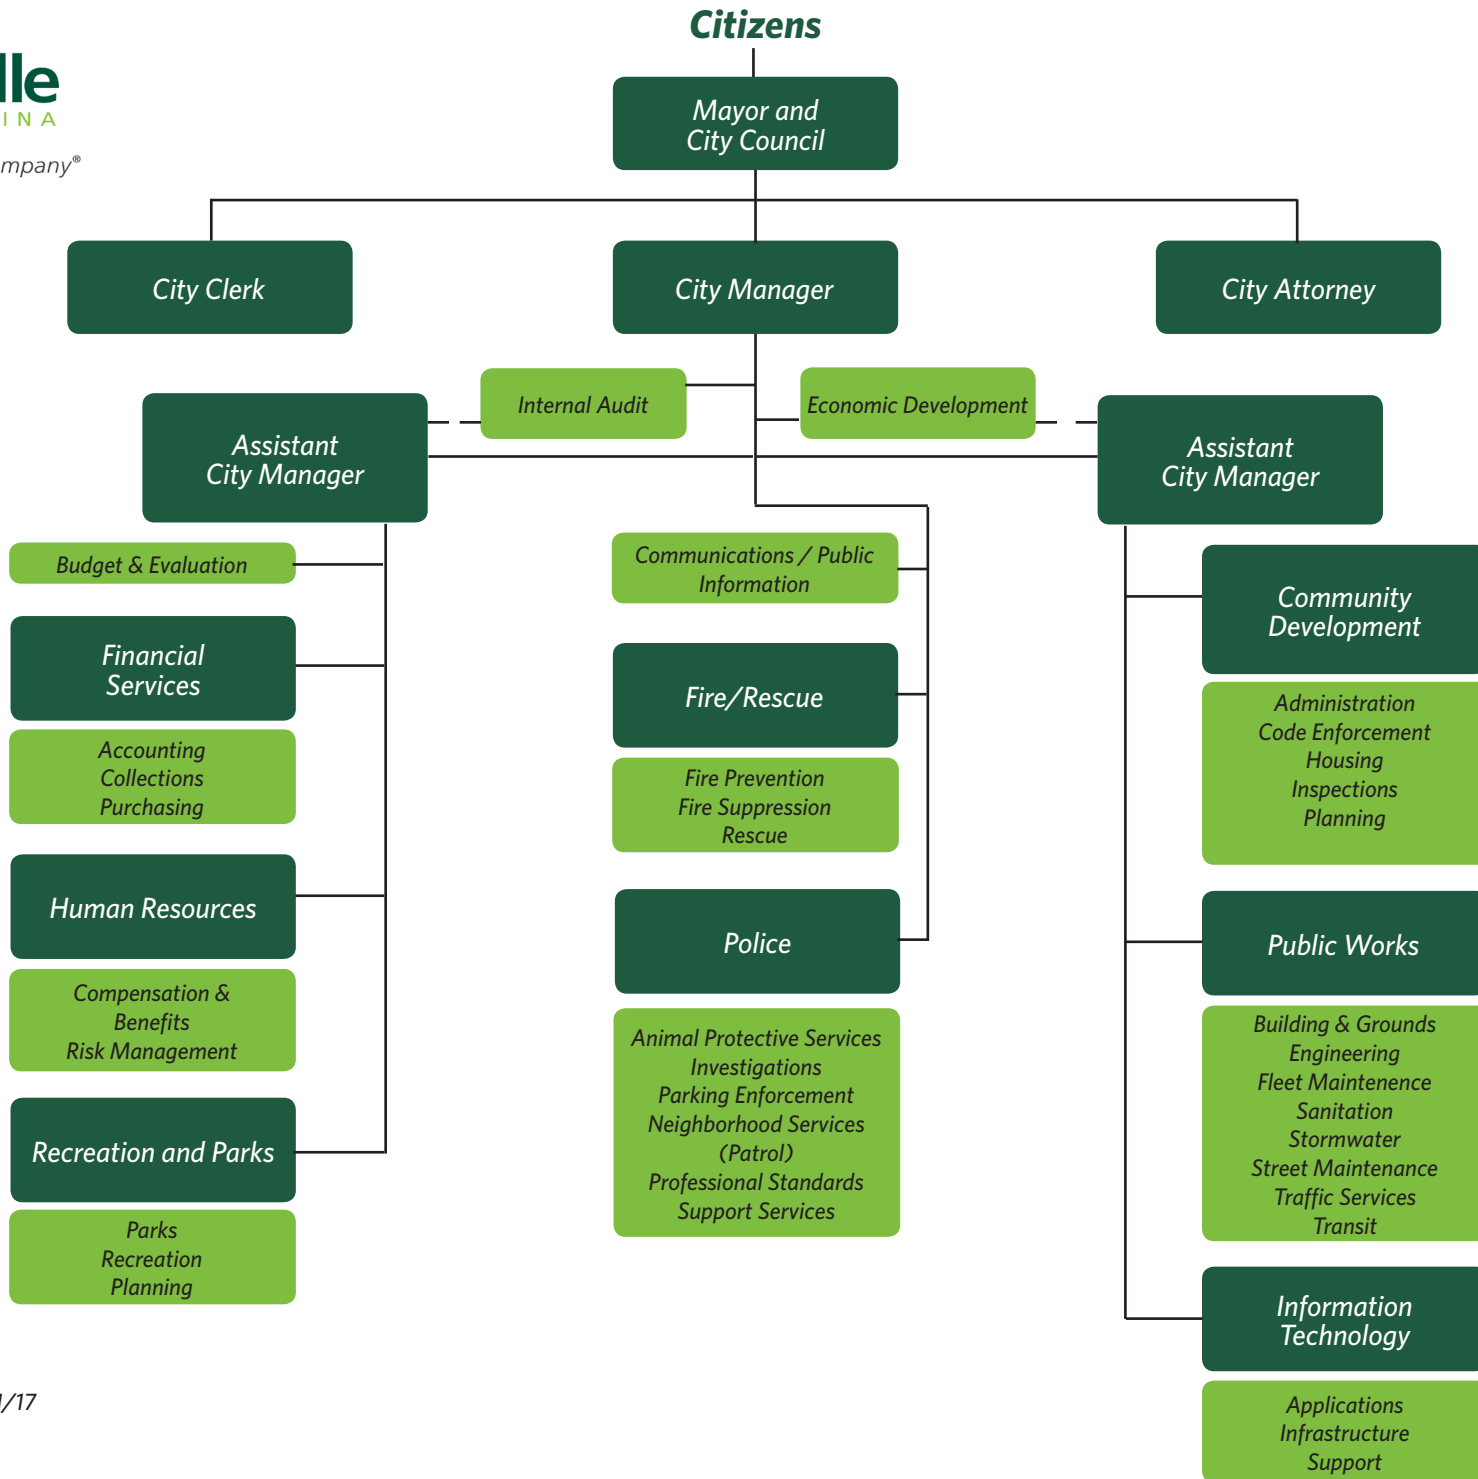 Citizens
lle
INA
mpany®
Mayor and
City Council
City Clerk
City Manager
City Attorney
Internal Audit
Economic Development
Assistant
City Manager
Assistant
City Manager
Budget & Evaluation
Financial
Services
Accounting
Collections
Purchasing
Human Resources
Compensation &
Benefits
Risk Management
Recreation and Parks
Parks
Recreation
Planning
Communications / Public
Information
Fire/Rescue
Fire Prevention
Fire Suppression
Rescue
Police
Animal Protective Services
Investigations
Parking Enforcement
Neighborhood Services
(Patrol)
Professional Standards
Support Services
Community
Development
Administration
Code Enforcement
Housing
Inspections
Planning
Public Works
Building & Grounds
Engineering
Fleet Maintenence
Sanitation
Stormwater
Street Maintenance
Traffic Services
Transit
Information
Technology
Applications
Infrastructure
Support
/17